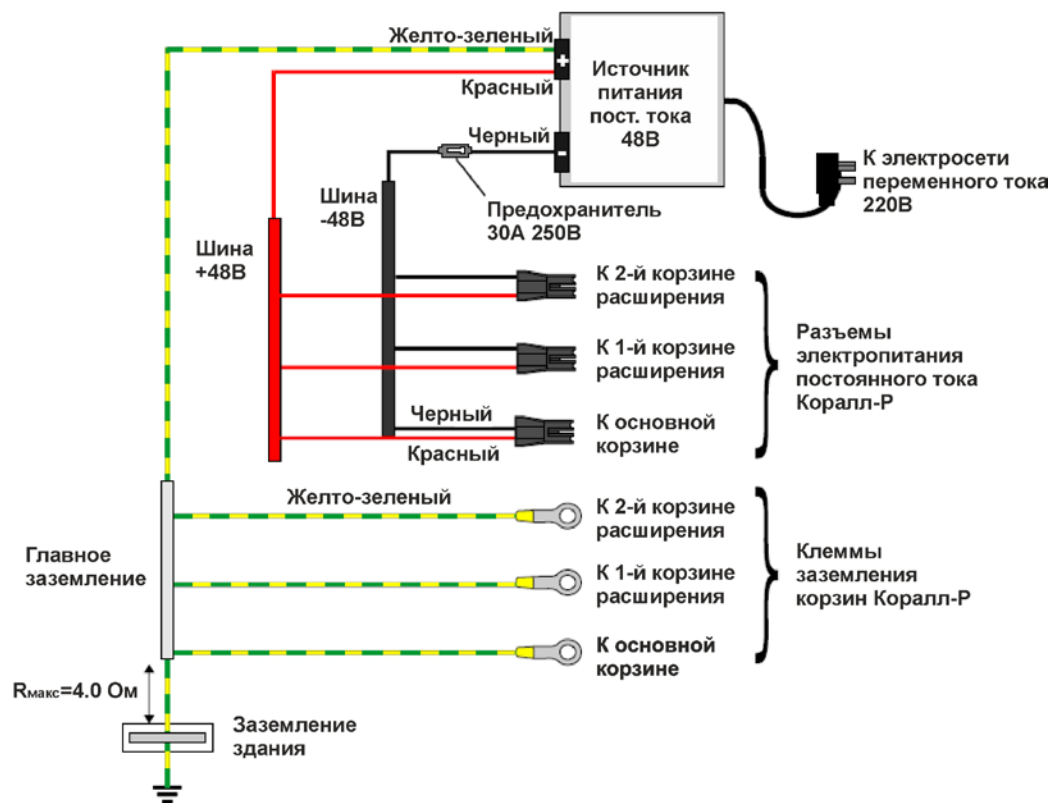 Желто-зеленый
Красный
Источник
питания
пост. тока
48В
+
-
Черный
К электросети
переменного тока
220В
Предохранитель
30А 250В
Шина
-48В
Шина
+48В
К 2-й корзине
расширения
К 1-й корзине
расширения
Черный
Красный
К основной
корзине
Разъемы
электропитания
постоянного тока
Коралл-Р
Желто-зеленый
Главное
заземление
К 2-й корзине
расширения
К 1-й корзине
расширения
К основной
корзине
Клеммы
заземления
корзин Коралл-Р
Rмакс=4.0 Ом
Заземление
здания